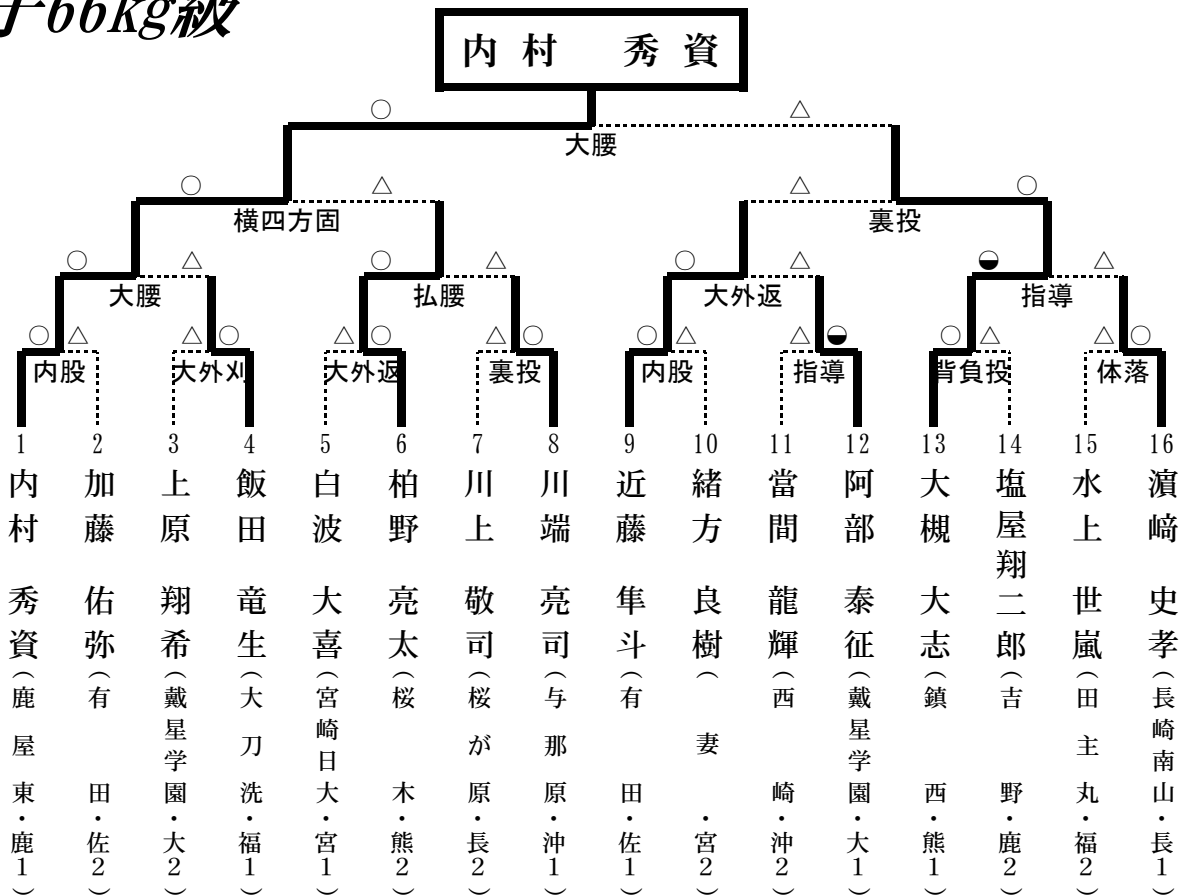 子66kg級
内村 秀資
○ △
大腰
○ △ △ ○
横四方固 裏投
○ △ ○ △ ○ △ ◒ △
大腰 払腰 大外返 指導
○ △ △ ○ △ ○ △ ○ ○ △ △ ◒ ○ △ △ ○
内股 大外刈 大外返 裏投 内股 指導 背負投 体落
1 2 3 4 5 6 7 8 9 10 11 12 13 14 15 16
内村 秀資(鹿屋東・鹿1)
加藤 佑弥(有田・佐2)
上原 翔希(戴星学園・大2)
飯田 竜生(大刀洗・福1)
白波 大喜(宮崎日大・宮1)
柏野 亮太(桜木・熊2)
川上 敬司(桜が原・長2)
川端 亮司(与那原・沖1)
近藤 隼斗(有田・佐1)
緒方 良樹(妻・宮2)
當間 龍輝(西崎・沖2)
阿部 泰征(戴星学園・大1)
大槻 大志(鎮西・熊1)
塩屋翔二郎(吉野・鹿2)
水上 世嵐(田主丸・福2)
濵﨑 史孝(長崎南山・長1)